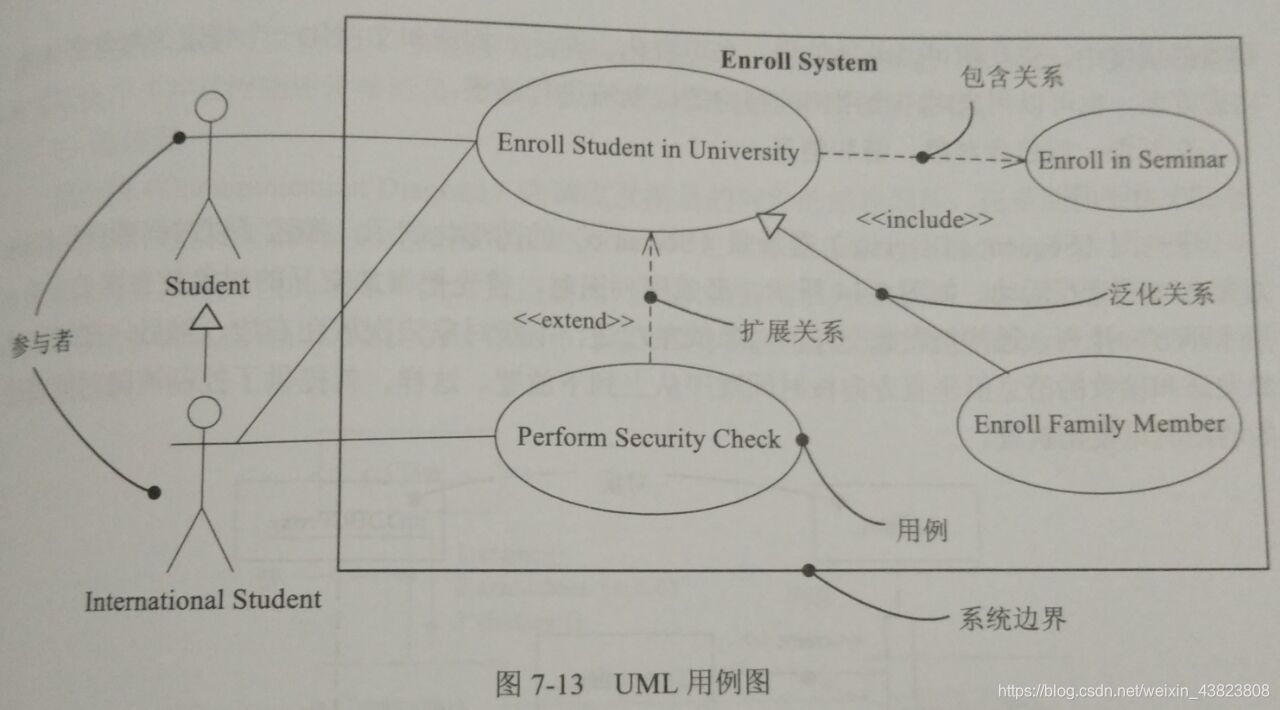 Enroll System
包含关系
Enroll Student in University
Enroll in Seminar
<<include>>
Student
泛化关系
<<extend>>
扩展关系
参与者
Perform Security Check
Enroll Family Member
用例
International Student
系统边界
图 7-13 UML 用例图
https://blog.csdn.net/weixin_43823808